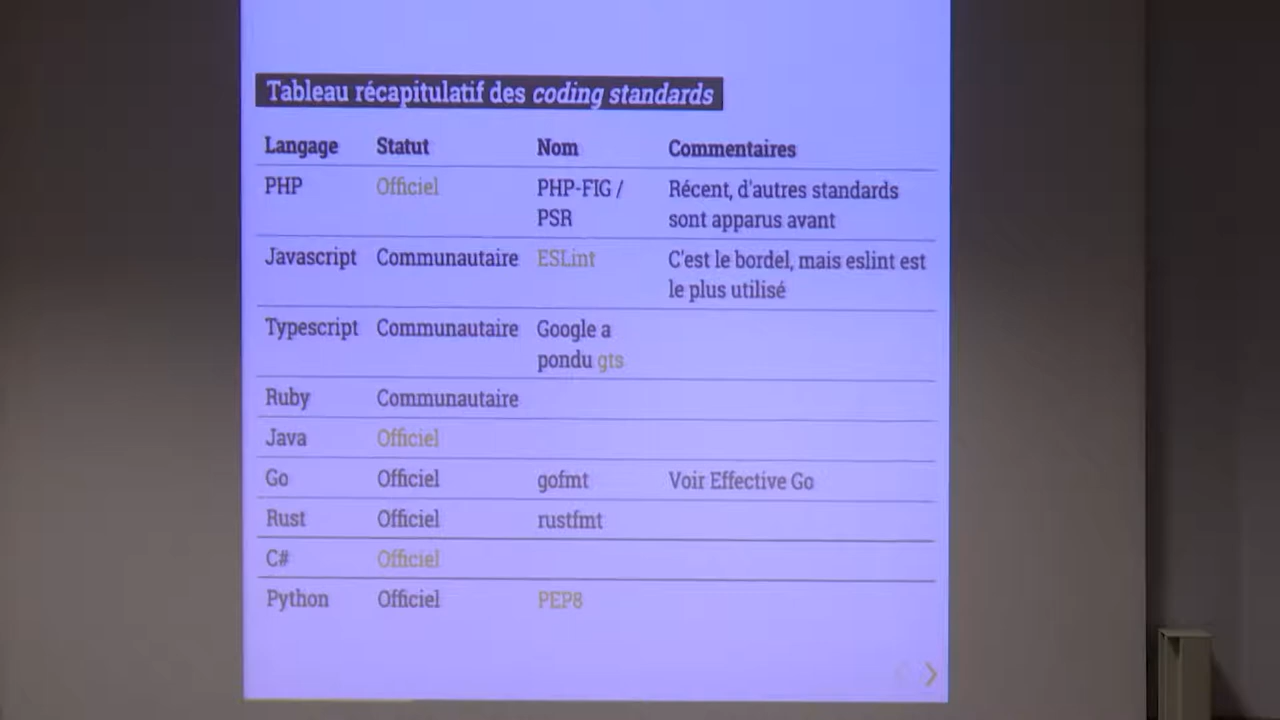 Tableau récapitulatif des coding standards
Langage Statut Nom Commentaires
PHP Officiel PHP-FIG / Récent, d'autres standards
PSR sont apparus avant
Javascript Communautaire ESLint C'est le bordel, mais eslint est
le plus utilisé
Typescript Communautaire Google a
pondu gts
Ruby Communautaire
Java Officiel
Go Officiel gofmt Voir Effective Go
Rust Officiel rustfmt
C# Officiel
Python Officiel PEP8